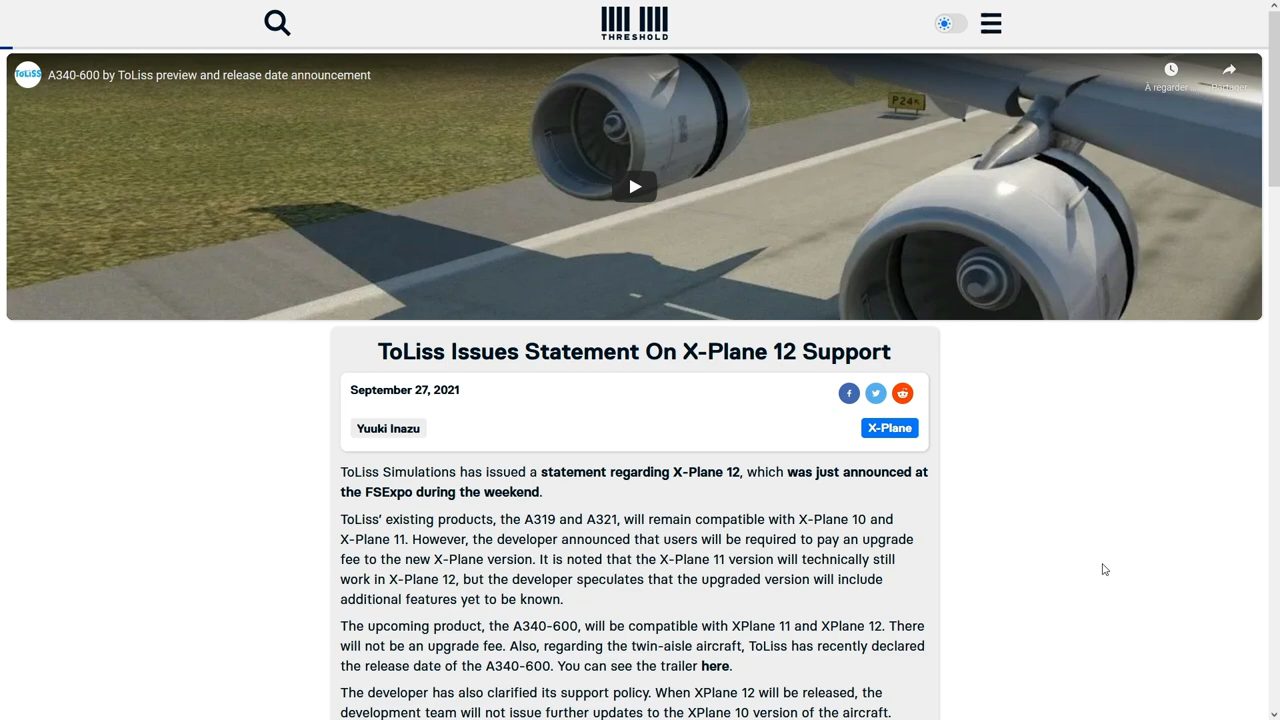 THRESHOLD
ToLiSS
A340-600 by ToLiss preview and release date announcement
À regarder ...
Partager
P24
ToLiss Issues Statement On X-Plane 12 Support
September 27, 2021
Yuuki Inazu
X-Plane
ToLiss Simulations has issued a statement regarding X-Plane 12, which was just announced at
the FSExpo during the weekend.
ToLiss’ existing products, the A319 and A321, will remain compatible with X-Plane 10 and
X-Plane 11. However, the developer announced that users will be required to pay an upgrade
fee to the new X-Plane version. It is noted that the X-Plane 11 version will technically still
work in X-Plane 12, but the developer speculates that the upgraded version will include
additional features yet to be known.
The upcoming product, the A340-600, will be compatible with XPlane 11 and XPlane 12. There
will not be an upgrade fee. Also, regarding the twin-aisle aircraft, ToLiss has recently declared
the release date of the A340-600. You can see the trailer here.
The developer has also clarified its support policy. When XPlane 12 will be released, the
development team will not issue further updates to the XPlane 10 version of the aircraft.